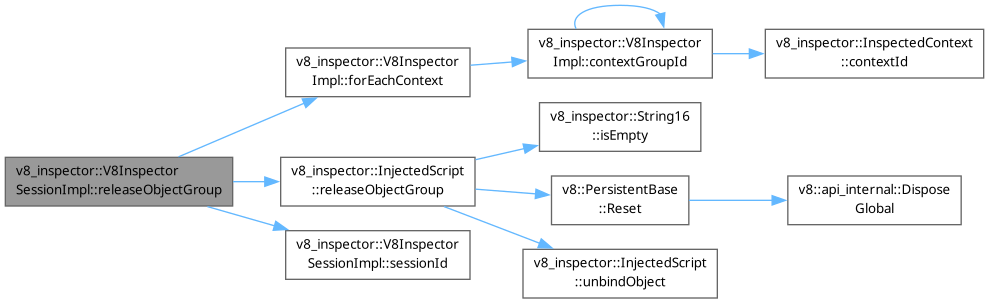 v8_inspector::V8Inspector
SessionImpl::releaseObjectGroup
v8_inspector::V8Inspector
Impl::forEachContext
v8_inspector::V8Inspector
Impl::contextGroupId
v8_inspector::InspectedContext
::contextId
v8_inspector::InjectedScript
::releaseObjectGroup
v8_inspector::String16
::isEmpty
v8::PersistentBase
::Reset
v8::api_internal::Dispose
Global
v8_inspector::InjectedScript
::unbindObject
v8_inspector::V8Inspector
SessionImpl::sessionId